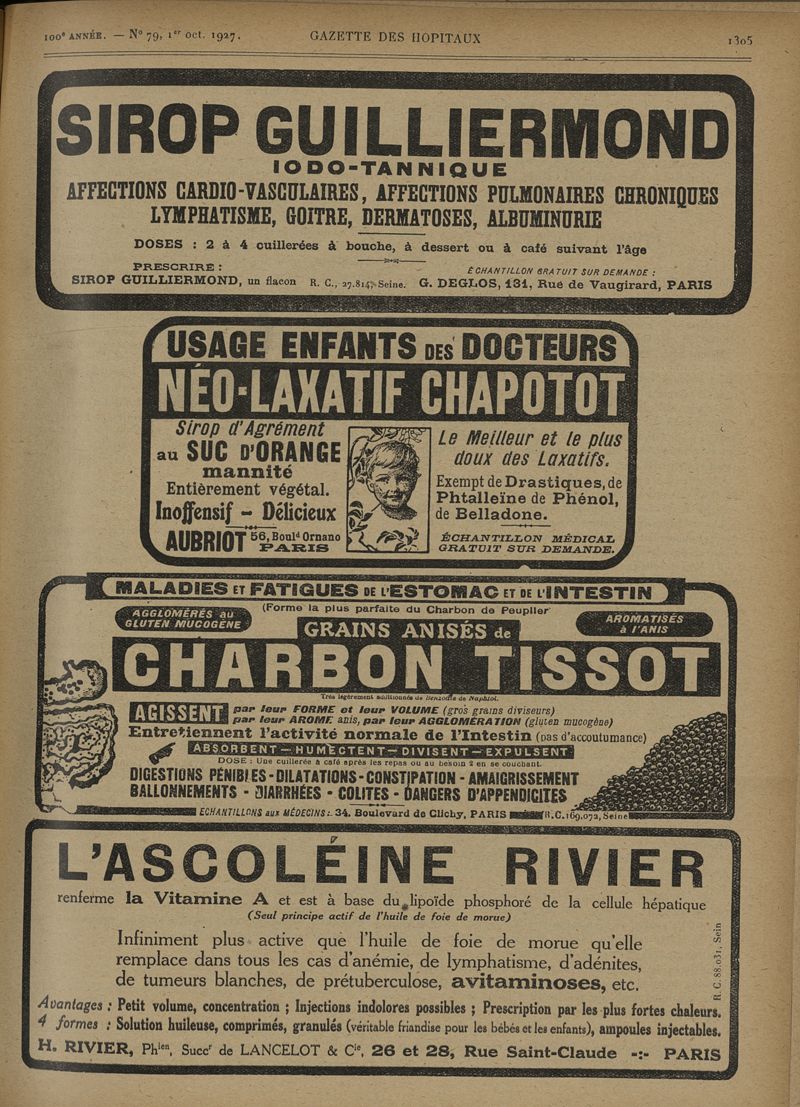 100e ANNÉE. — No 79, 1er oct. 1927.
GAZETTE DES HOPITAUX
1305
SIROP GUILLIERMOND
IODO-TANNIQUE
AFFECTIONS CARDIO-VASCULAIRES, AFFECTIONS PULMONAIRES CHRONIQUES
LYMPHATISME, GOITRE, DERMATOSES, ALBUMINURIE
DOSES : 2 à 4 cuillerées à bouche, à dessert ou à café suivant l'âge
PRESCRIRE :
SIROP GUILLIERMOND, un flacon
R. C., 27.814, Seine.
ÉCHANTILLON GRATUIT SUR DEMANDE :
G. DEGLOS, 131, Rue de Vaugirard, PARIS
USAGE ENFANTS DES DOCTEURS
NÉO-LAXATIF CHAPOTOT
Sirop d'Agrément
au SUC D'ORANGE
mannité
Entièrement végétal.
Inoffensif - Délicieux
AUBRIOT 56, Bould Ornano
PARIS
Le Meilleur et le plus
doux des Laxatifs.
Exempt de Drastiques, de
Phtalleïne de Phénol,
de Belladone.
ÉCHANTILLON MÉDICAL
GRATUIT SUR DEMANDE.
MALADIES ET FATIGUES DE L'ESTOMAC ET DE L'INTESTIN
(Forme la plus parfaite du Charbon de Peuplier
AGGLOMÉRÉS au
GLUTEN MUCOGÈNE
GRAINS ANISÉS de
AROMATISÉS
à l'ANIS
CHARBON TISSOT
Très légèrement additionnés de Benzoate de Naphtol.
AGISSENT
par leur FORME et leur VOLUME (gros grains diviseurs)
par leur AROME anis, par leur AGGLOMÉRATION (gluten mucogène)
Entretiennent l'activité normale de l'Intestin (pas d'accoutumance)
ABSORBENT — HUMECTENT — DIVISENT — EXPULSENT
DOSE : Une cuillerée à café après les repas ou au besoin 2 en se couchant.
DIGESTIONS PÉNIBLES - DILATATIONS - CONSTIPATION - AMAIGRISSEMENT
BALLONNEMENTS - DIARRHÉES - COLITES - DANGERS D'APPENDICITES
ECHANTILLONS aux MÉDECINS : 34, Boulevard de Clichy, PARIS R.C. 169.072, Seine
L'ASCOLÉINE RIVIER
renferme la Vitamine A et est à base du lipoïde phosphoré de la cellule hépatique
(Seul principe actif de l'huile de foie de morue)
Infiniment plus active que l'huile de foie de morue qu'elle
remplace dans tous les cas d'anémie, de lymphatisme, d'adénites,
de tumeurs blanches, de prétuberculose, avitaminoses, etc.
Avantages : Petit volume, concentration ; Injections indolores possibles ; Prescription par les plus fortes chaleurs.
4 formes : Solution huileuse, comprimés, granulés (véritable friandise pour les bébés et les enfants), ampoules injectables.
H. RIVIER, Phien, Succr de LANCELOT & Cie, 26 et 28, Rue Saint-Claude -:- PARIS
R. C. 88.031, Sein